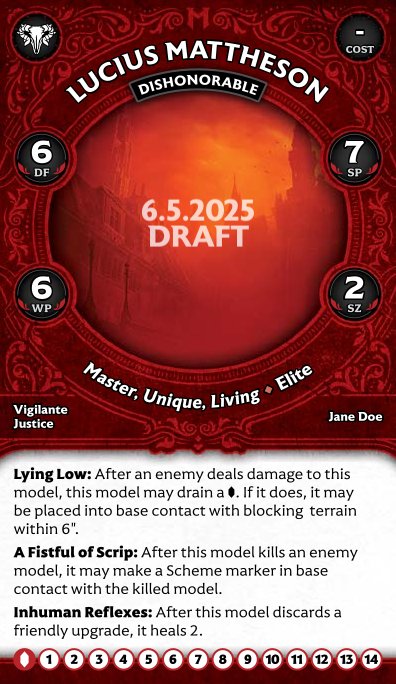 -
COST
LUCIUS MATTHESON
DISHONORABLE
6
DF
7
SP
6.5.2025
DRAFT
6
WP
2
SZ
Master, Unique, Living ♦ Elite
Vigilante
Justice
Jane Doe
Lying Low: After an enemy deals damage to this
model, this model may drain a ⬧. If it does, it may
be placed into base contact with blocking terrain
within 6".
A Fistful of Scrip: After this model kills an enemy
model, it may make a Scheme marker in base
contact with the killed model.
Inhuman Reflexes: After this model discards a
friendly upgrade, it heals 2.
1 2 3 4 5 6 7 8 9 10 11 12 13 14